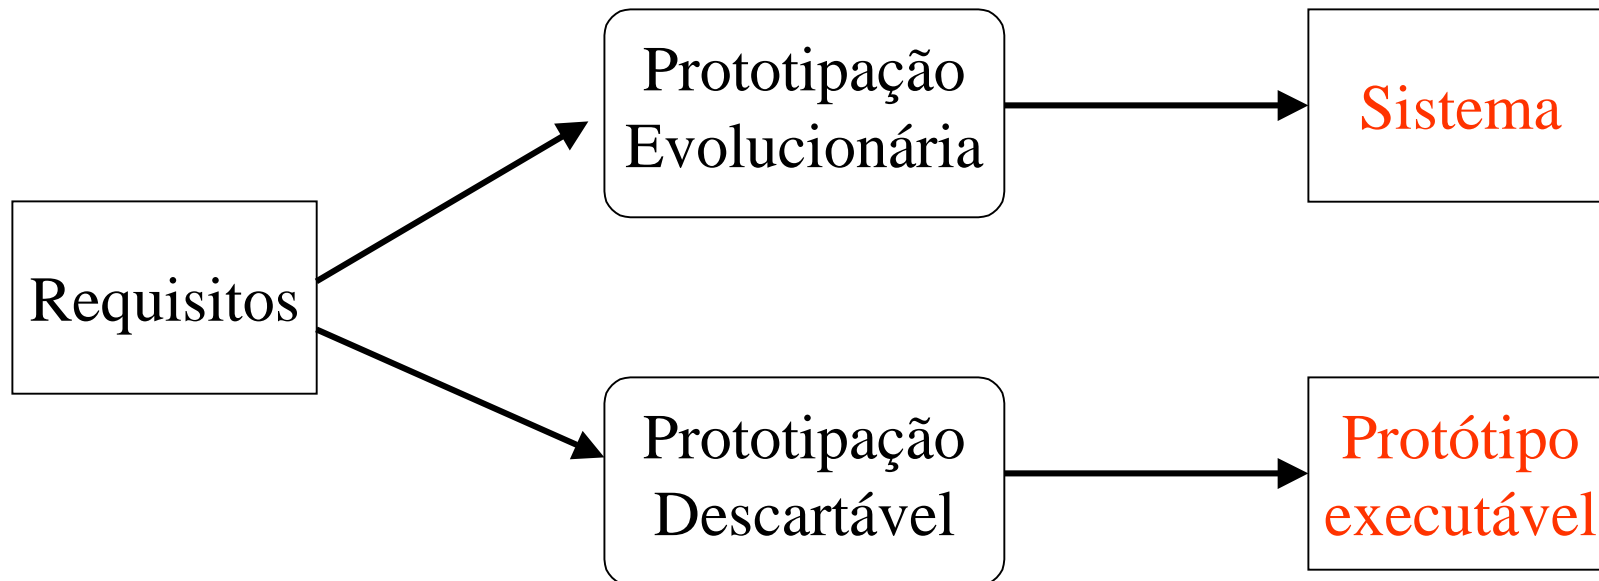 Prototipação
Evolucionária
Sistema
Requisitos
Prototipação
Descartável
Protótipo
executável